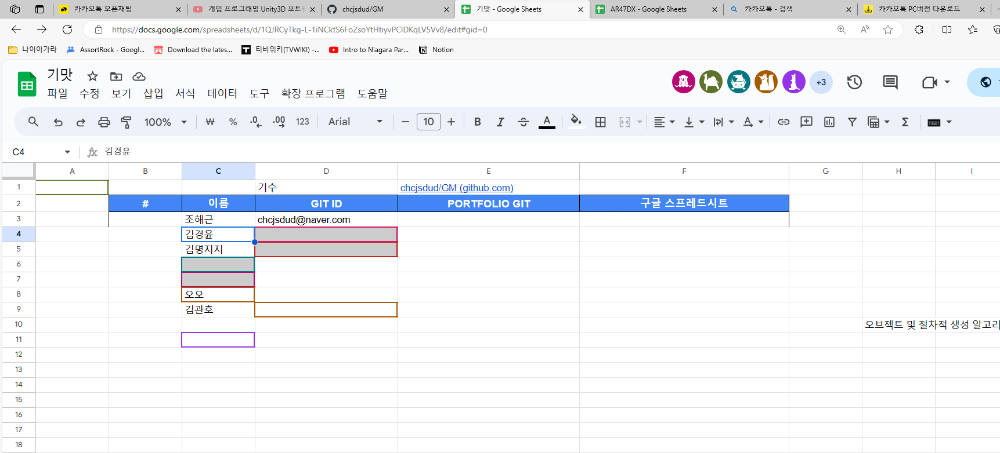 카카오톡 오픈채팅
게임 프로그래밍 Unity3D 포트폴
chcjsdud/GM
기맛 - Google Sheets
AR47DX - Google Sheets
카카오톡 - 검색
카카오톡 PC버전 다운로드
https://docs.google.com/spreadsheets/d/1QJRCyTkg-L-1iNCktS6FoZsoYtHtiyvPCIDKqLV5Vv8/edit#gid=0
나이아가라
AssortRock - Googl...
Download the lates...
티비위키(TVWIKI) -...
Intro to Niagara Par...
Notion
기맛
파일 수정 보기 삽입 서식 데이터 도구 확장 프로그램 도움말
+3
100% ₩ % .0 .00 123 Arial 10 B I S A
C4 fx 김경윤
A B C D E F G H I
1 기수 chcjsdud/GM (github.com)
2 # 이름 GIT ID PORTFOLIO GIT 구글 스프레드시트
3 조해근 chcjsdud@naver.com
4 김경윤
5 김명지지
6
7
8 오오
9 김관호
10 오브젝트 및 절차적 생성 알고리
11
12
13
14
15
16
17
18